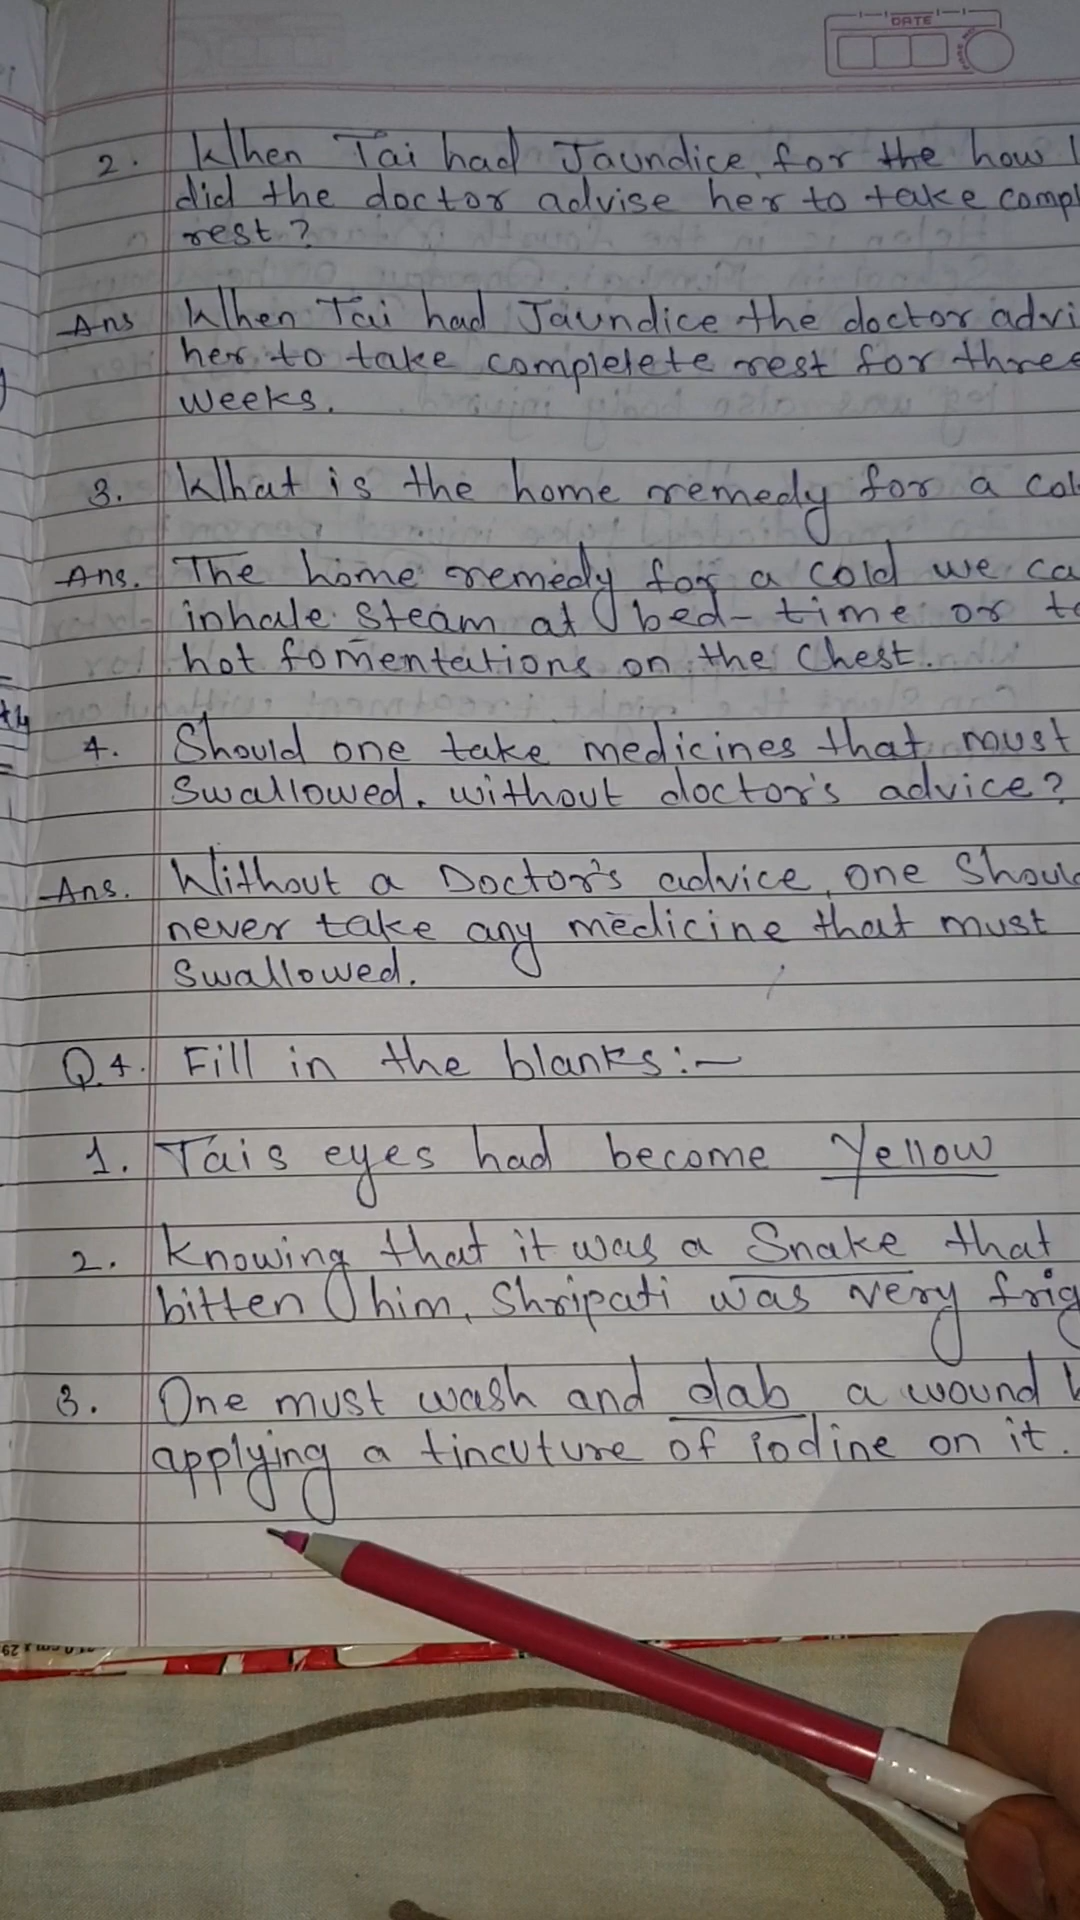 DATE
2. When Tai had Jaundice, for the how
did the doctor advise her to take compl
rest?
Ans When Tai had Jaundice the doctor advi
her to take complelete rest for three
weeks.
3. What is the home remedy for a col
Ans. The home remedy for a cold we ca
inhale steam at bed-time or to
hot fomentations on the Chest.
4. Should one take medicines that must
Swallowed. without doctor's advice?
Ans. Without a Doctor's advice, one Shoul
never take any medicine that must
Swallowed.
Q.4. Fill in the blanks:-
1. Tais eyes had become Yellow
2. Knowing that it was a Snake that
bitten him, Shripati was very frig
3. One must wash and dab a wound
applying a tincuture of iodine on it.